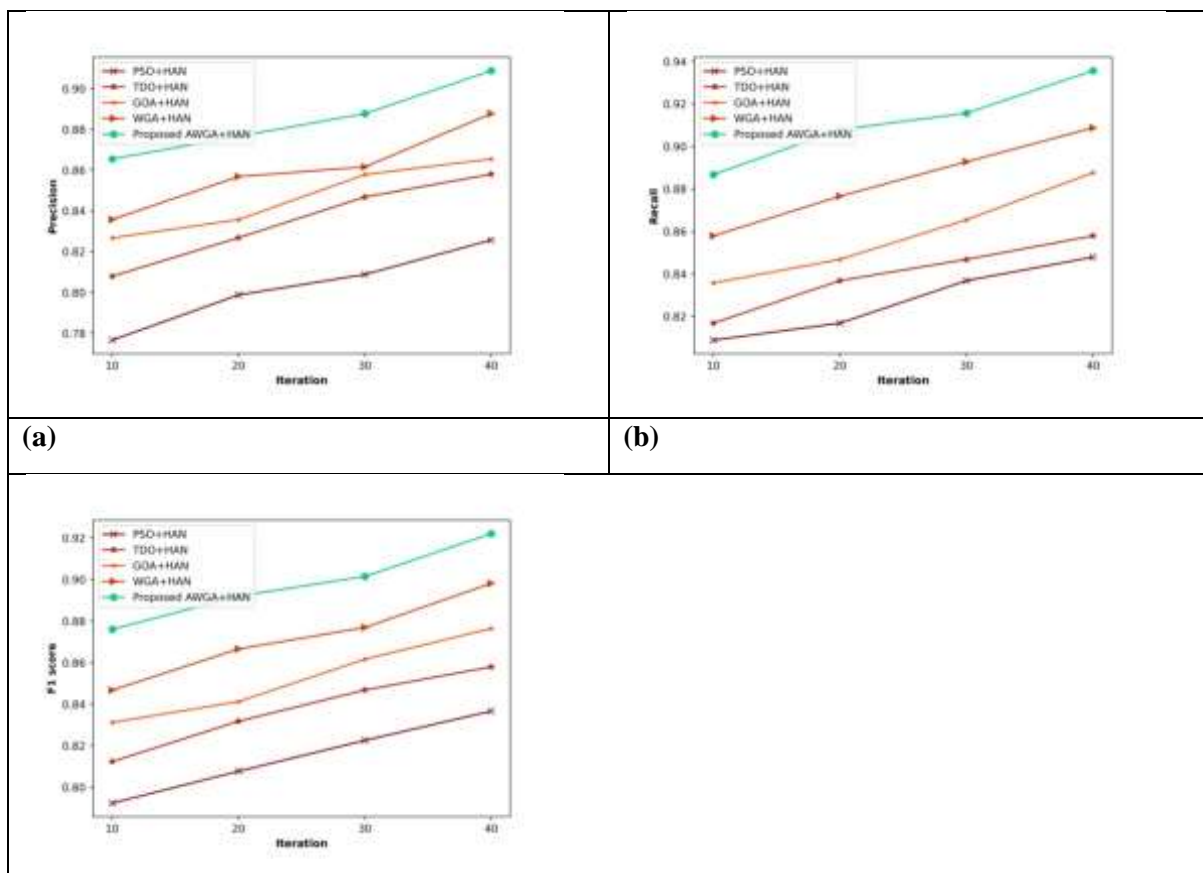 PSO+HAN
TDO+HAN
GOA+HAN
WGA+HAN
Proposed AWGA+HAN
0.90
0.88
0.86
0.84
0.82
0.80
0.78
Precision
10 20 30 40
Iteration
PSO+HAN
TDO+HAN
GOA+HAN
WGA+HAN
Proposed AWGA+HAN
0.94
0.92
0.90
0.88
0.86
0.84
0.82
Recall
10 20 30 40
Iteration
(a)
(b)
PSO+HAN
TDO+HAN
GOA+HAN
WGA+HAN
Proposed AWGA+HAN
0.92
0.90
0.88
0.86
0.84
0.82
0.80
F1 score
10 20 30 40
Iteration